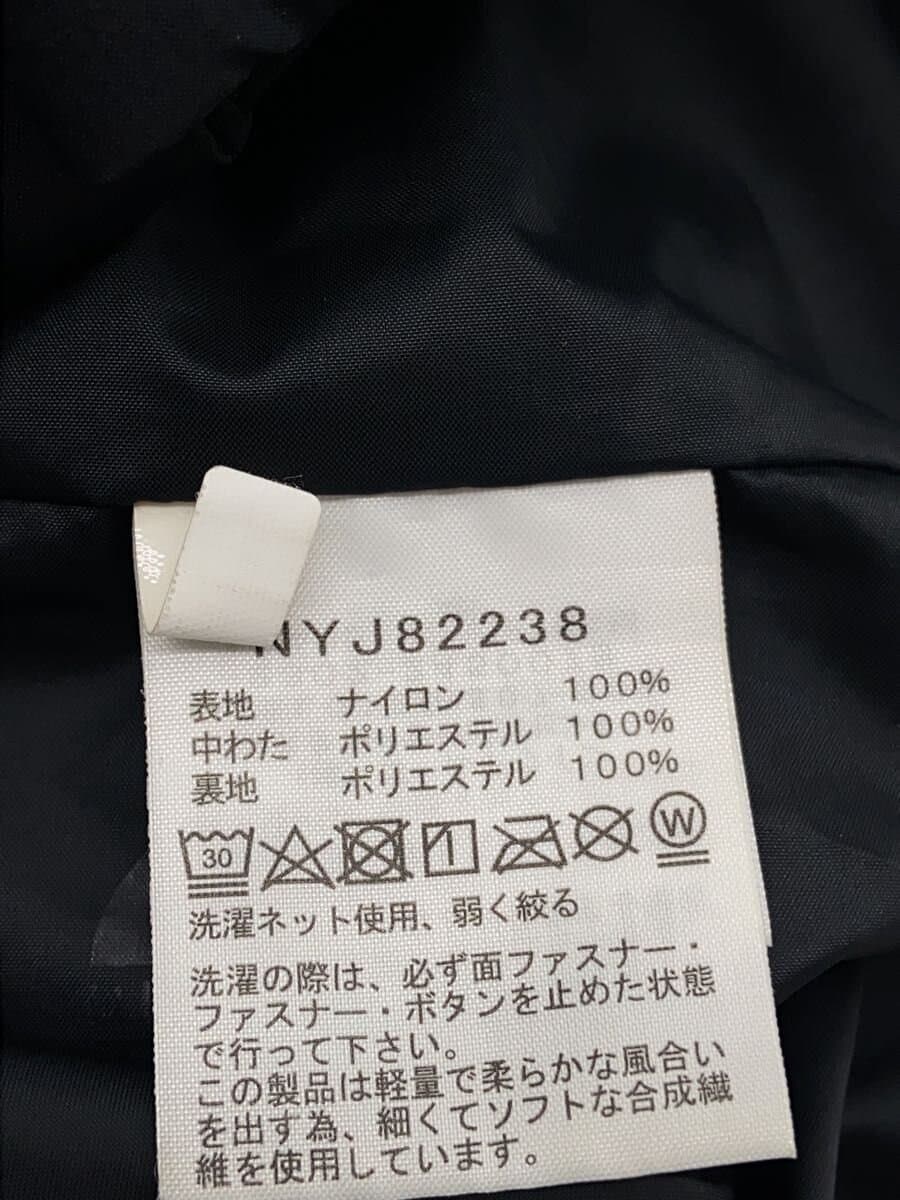 NYJ82238
表地 ナイロン 100%
中わた ポリエステル 100%
裏地 ポリエステル 100%
30 W
洗濯ネット使用、弱く絞る
洗濯の際は、必ず面ファスナー・
ファスナー・ボタンを止めた状態
で行って下さい。
この製品は軽量で柔らかな風合い
を出す為、細くてソフトな合成繊
維を使用しています。